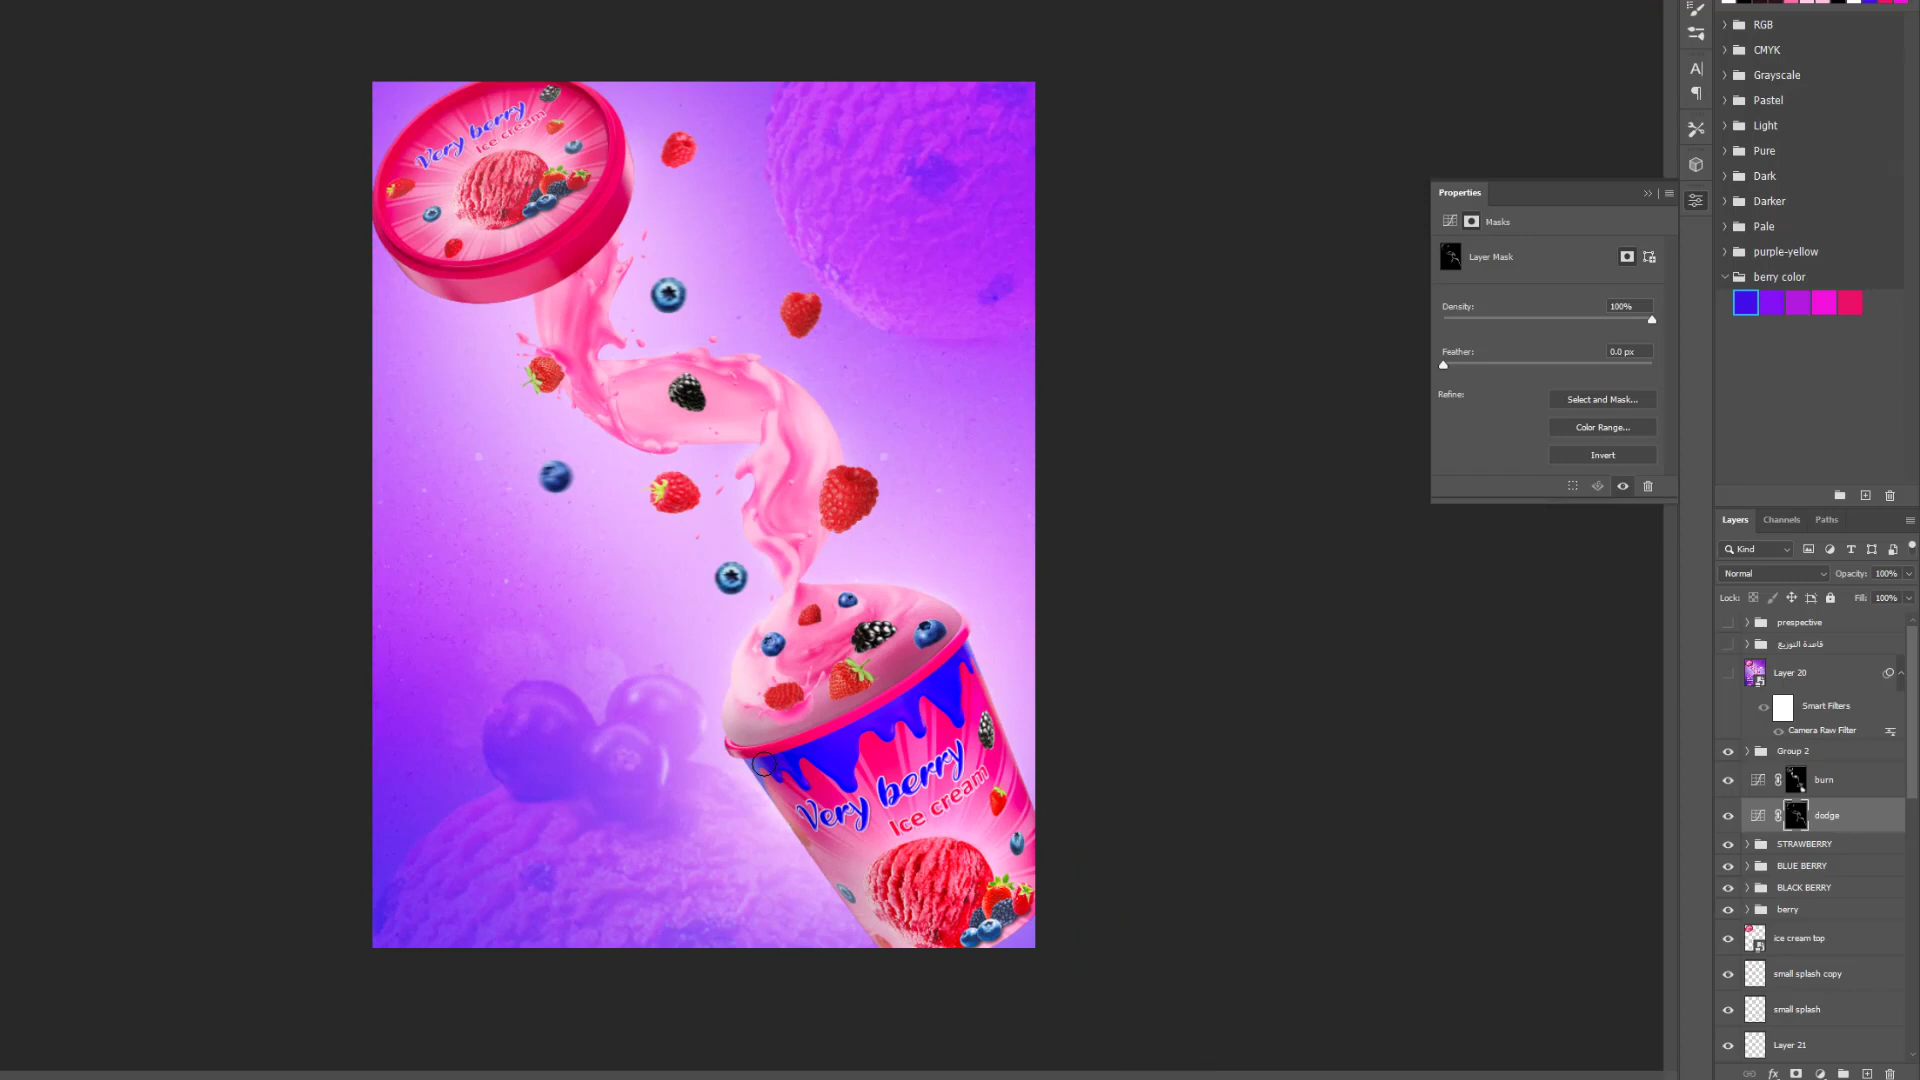 Very berry
Ice cream
Very berry
Ice cream
Properties
Masks
Layer Mask
Density:
100%
Feather:
0.0 px
Refine:
Select and Mask...
Color Range...
Invert
RGB
CMYK
Grayscale
Pastel
Light
Pure
Dark
Darker
Pale
purple-yellow
berry color
Layers Channels Paths
Kind
Normal Opacity: 100%
Lock: Fill: 100%
prespective
قاعدة التوزيع
Layer 20
Smart Filters
Camera Raw Filter
Group 2
burn
dodge
STRAWBERRY
BLUE BERRY
BLACK BERRY
berry
ice cream top
small splash copy
small splash
Layer 21
fx